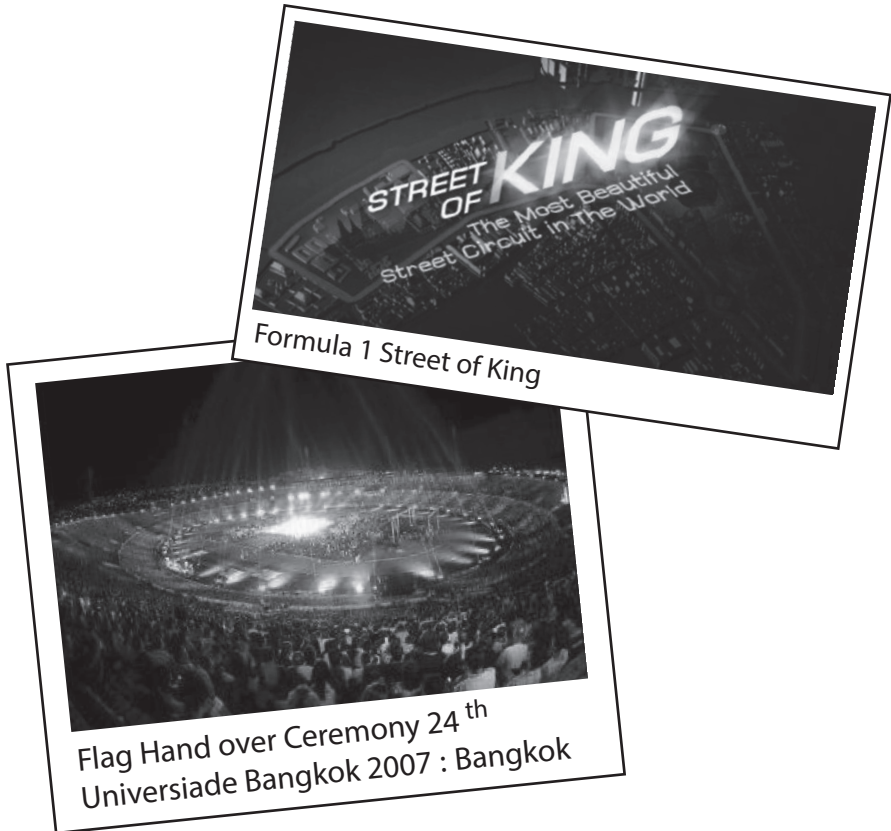 STREET
OF KING
The Most Beautiful
Street Circuit in The World
Formula 1 Street of King
Flag Hand over Ceremony 24 th
Universiade Bangkok 2007 : Bangkok